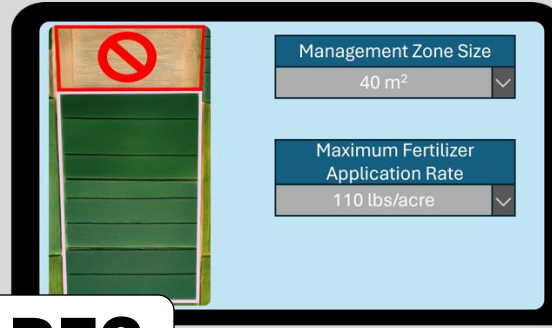 Management Zone Size
40 m²
Maximum Fertilizer
Application Rate
110 lbs/acre